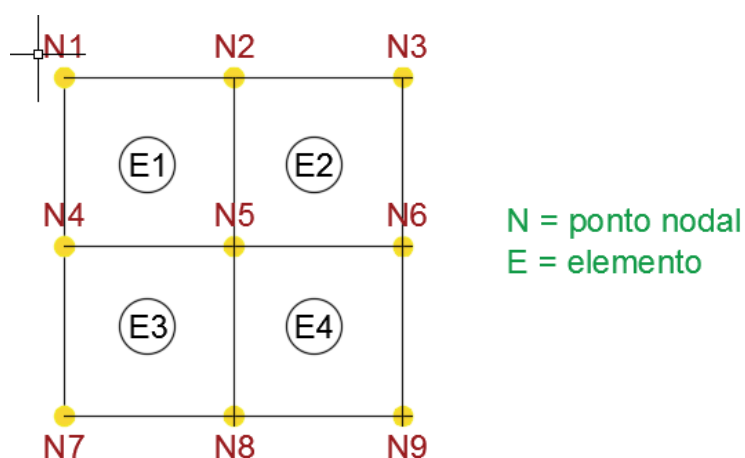 N1 N2 N3
E1 E2
N4 N5 N6
N = ponto nodal
E = elemento
E3 E4
N7 N8 N9